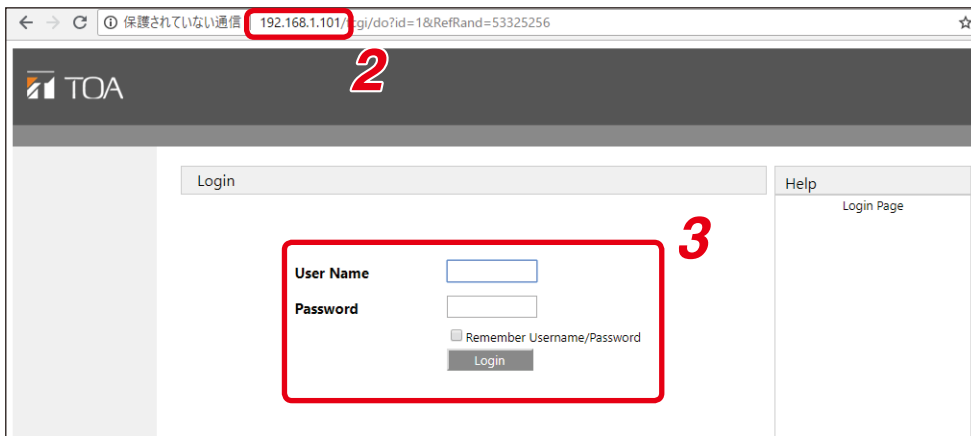 保護されていない通信 192.168.1.101/fcgi/do?id=1&RefRand=53325256
2
TOA
Login
Help
Login Page
3
User Name
Password
Remember Username/Password
Login